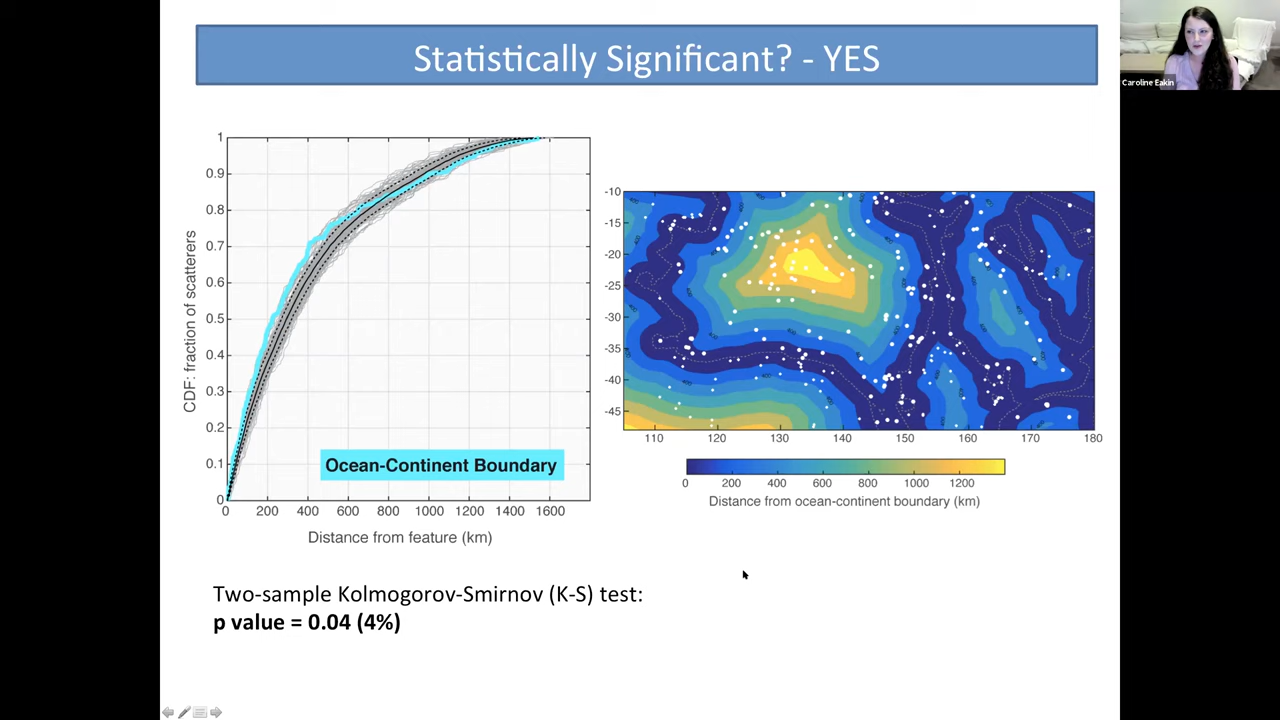 Statistically Significant? - YES
Caroline Eakin
1
0.9
0.8
0.7
0.6
0.5
0.4
0.3
0.2
0.1
0
CDF: fraction of scatterers
Ocean-Continent Boundary
0 200 400 600 800 1000 1200 1400 1600
Distance from feature (km)
-10
-15
-20
-25
-30
-35
-40
-45
110 120 130 140 150 160 170 180
0 200 400 600 800 1000 1200
Distance from ocean-continent boundary (km)
Two-sample Kolmogorov-Smirnov (K-S) test:
p value = 0.04 (4%)